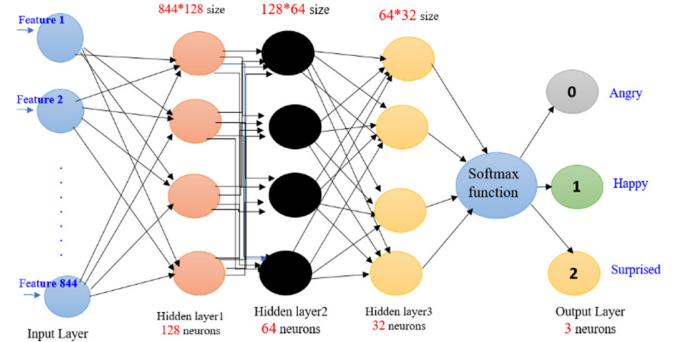 844*128 size
128*64 size
64*32 size
Feature 1
Feature 2
Feature 844
Input Layer
Hidden layer1
128 neurons
Hidden layer2
64 neurons
Hidden layer3
32 neurons
Softmax
function
0
Angry
1
Happy
2
Surprised
Output Layer
3 neurons